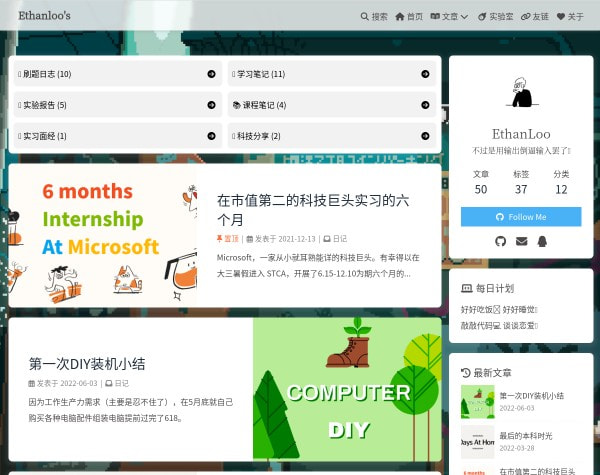 Ethanloo's
搜索 首页 文章 实验室 友链 关于
刷题日志 (10)
学习笔记 (11)
实验报告 (5)
课程笔记 (4)
实习面经 (1)
科技分享 (2)
6 months
Internship
At Microsoft
在市值第二的科技巨头实习的六
个月
置顶 | 发表于 2021-12-13 | 日记
Microsoft，一家从小就耳熟能详的科技巨头。有幸得以在
大三暑假进入 STCA，开展了6.15-12.10为期六个月的...
第一次DIY装机小结
发表于 2022-06-03 | 日记
因为工作生产力需求（主要是忍不住了），在5月底就自己
购买各种电脑配件组装电脑提前过完了618。
COMPUTER
DIY
EthanLoo
不过是用输出倒逼输入罢了
文章 标签 分类
50 37 12
Follow Me
每日计划
好好吃饭 好好睡觉
敲敲代码 谈谈恋爱
最新文章
第一次DIY装机小结
2022-06-03
Days At Home
最后的本科时光
2022-03-28
6 months
在市值第二的科技巨头实